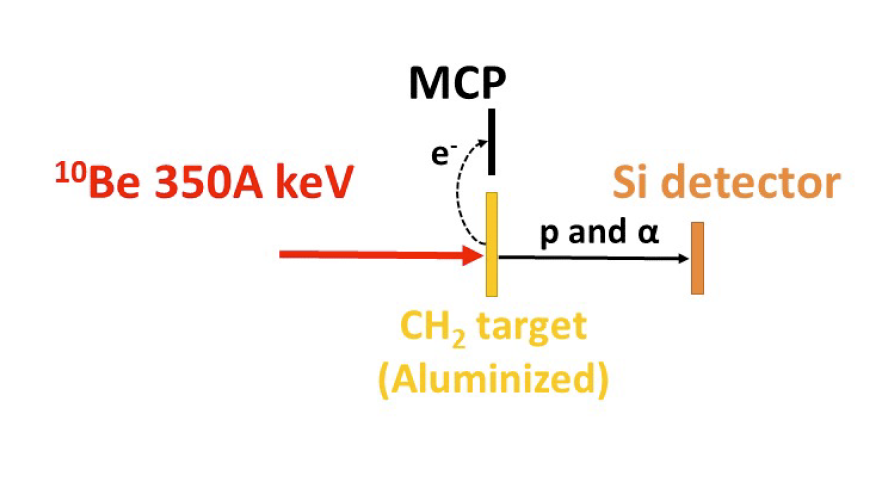 MCP
e⁻
¹⁰Be 350A keV
Si detector
p and α
CH₂ target
(Aluminized)